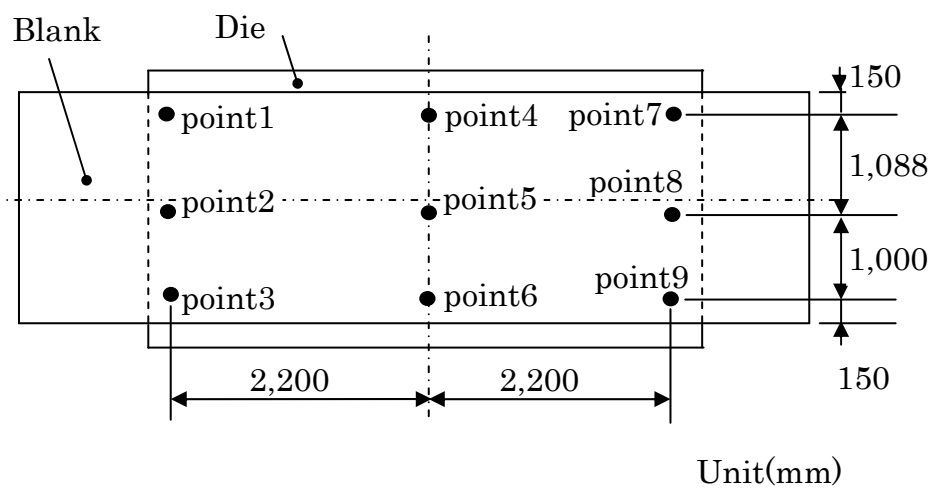 Blank
Die
150
point1
point4
point7
1,088
point8
point2
point5
1,000
point9
point3
point6
2,200
2,200
150
Unit(mm)